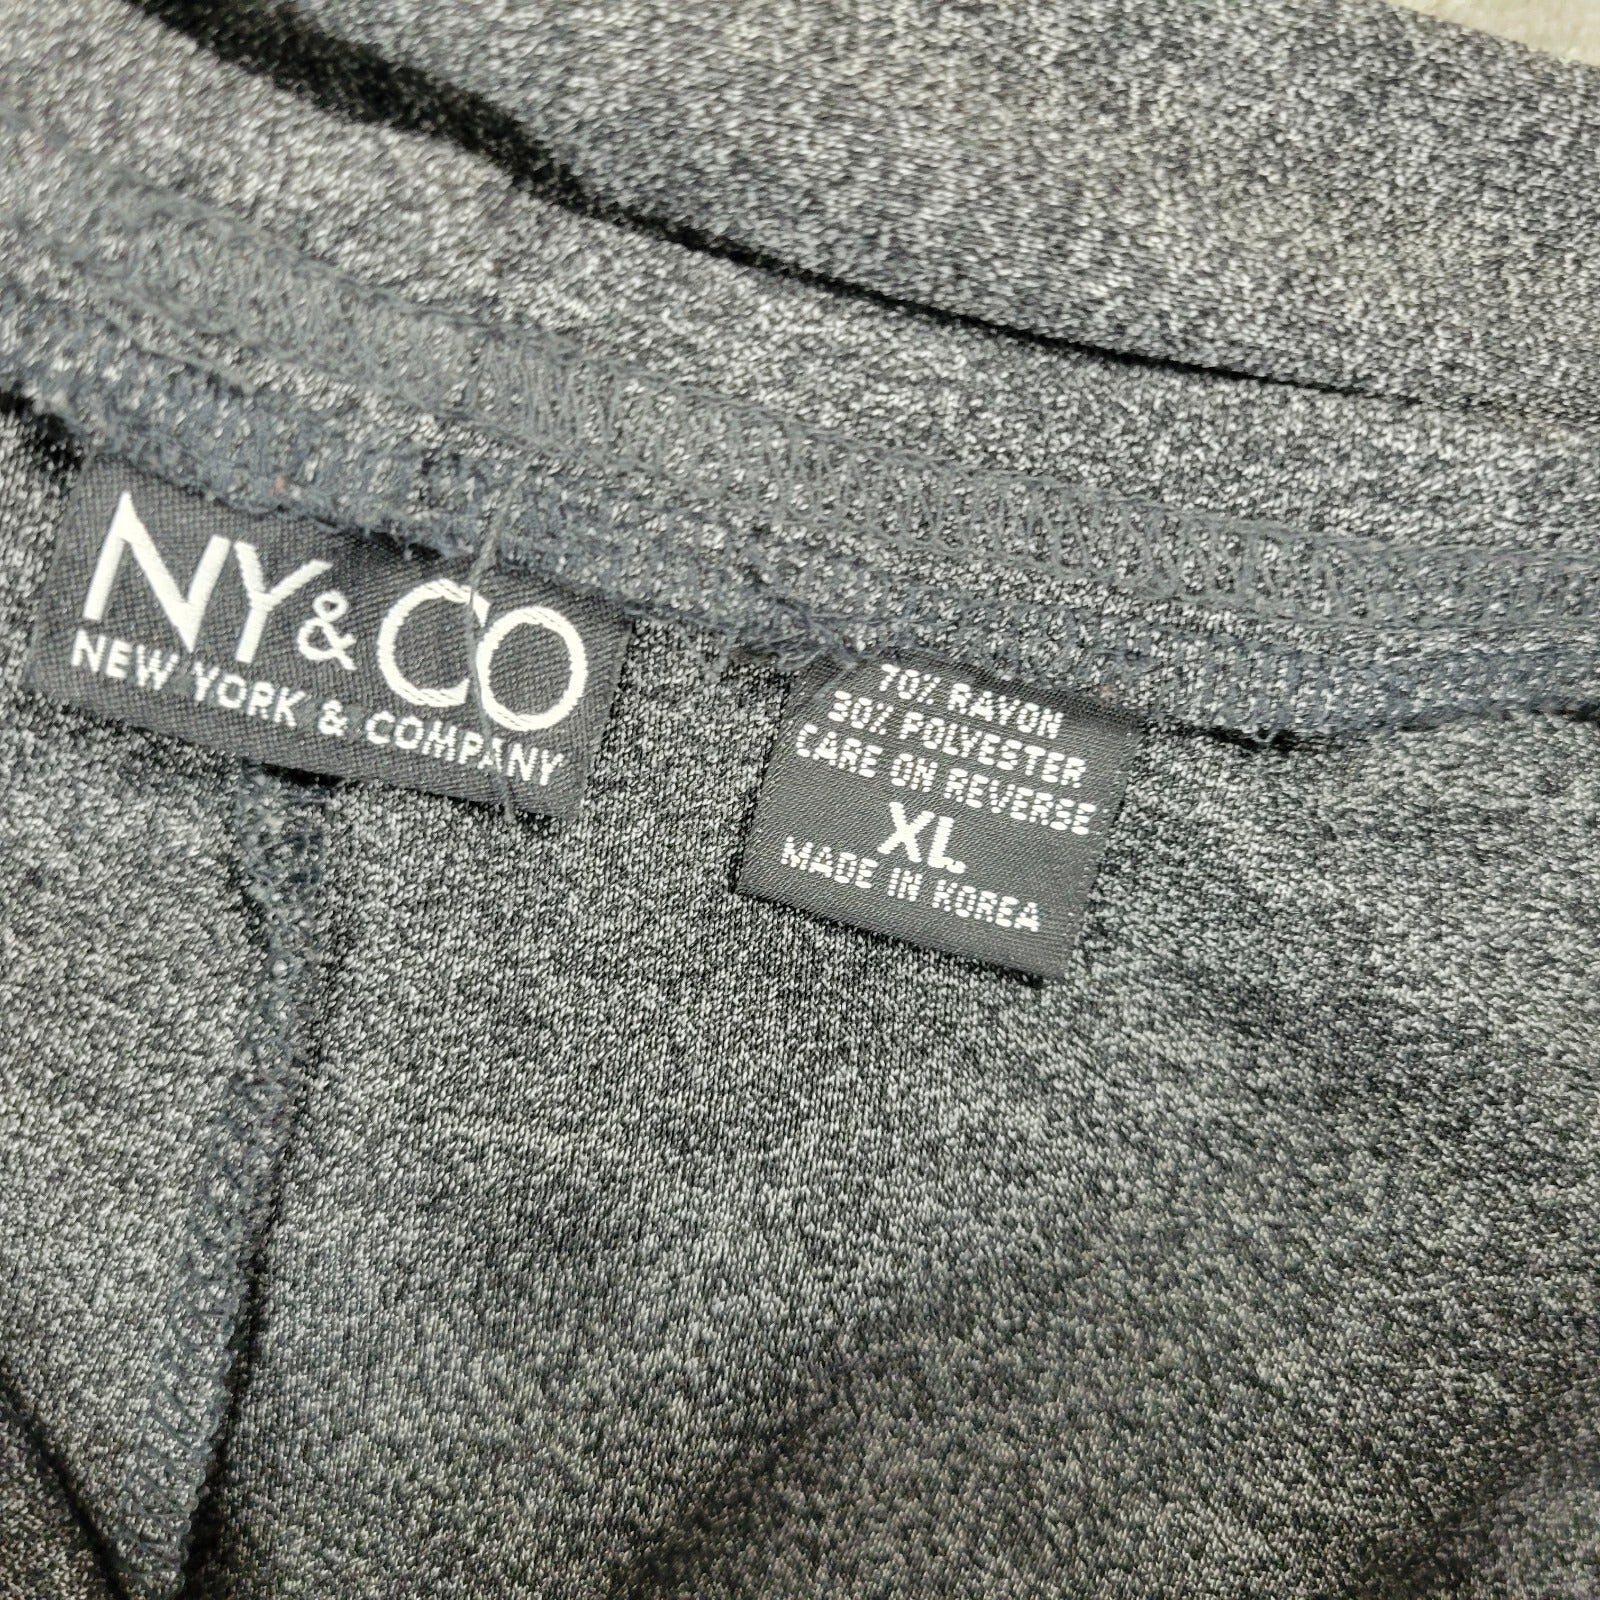 NY&CO
NEW YORK & COMPANY
70% RAYON
30% POLYESTER
CARE ON REVERSE
XL
MADE IN KOREA